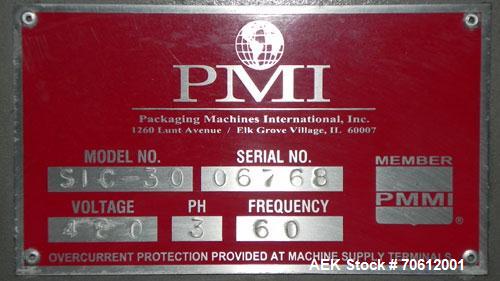 PMI
Packaging Machines International, Inc.
1260 Lunt Avenue / Elk Grove Village, IL 60007
MODEL NO. SERIAL NO.
SIC-30 06768
MEMBER
PMMI
®
VOLTAGE PH FREQUENCY
480 3 60
OVERCURRENT PROTECTION PROVIDED AT MACHINE SUPPLY TERMINALS
AEK Stock # 70612001